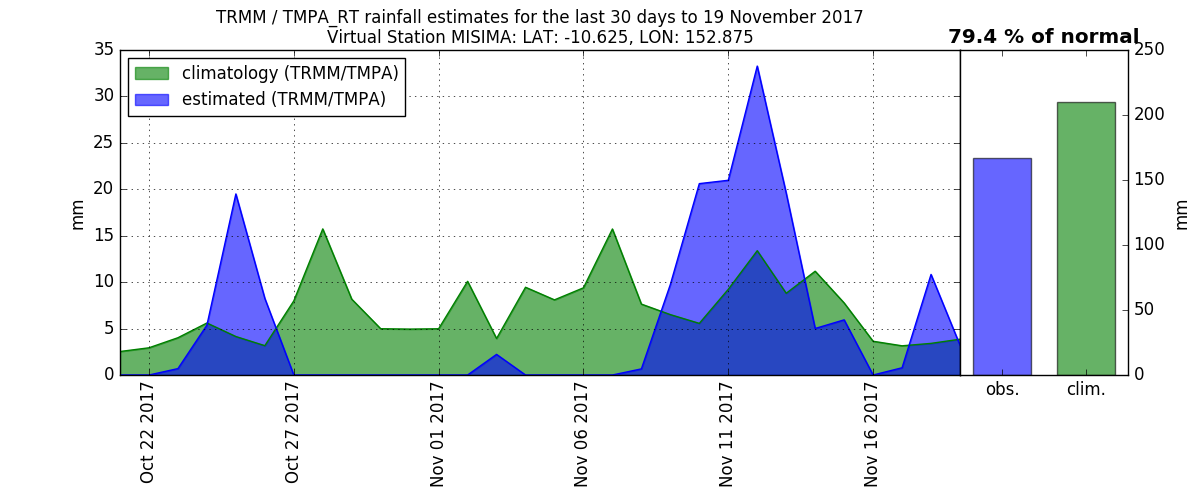 TRMM / TMPA_RT rainfall estimates for the last 30 days to 19 November 2017
Virtual Station MISIMA: LAT: -10.625, LON: 152.875
79.4 % of normal
climatology (TRMM/TMPA)
estimated (TRMM/TMPA)
mm
35
30
25
20
15
10
5
0
Oct 22 2017
Oct 27 2017
Nov 01 2017
Nov 06 2017
Nov 11 2017
Nov 16 2017
obs.
clim.
250
200
150
100
50
0
mm